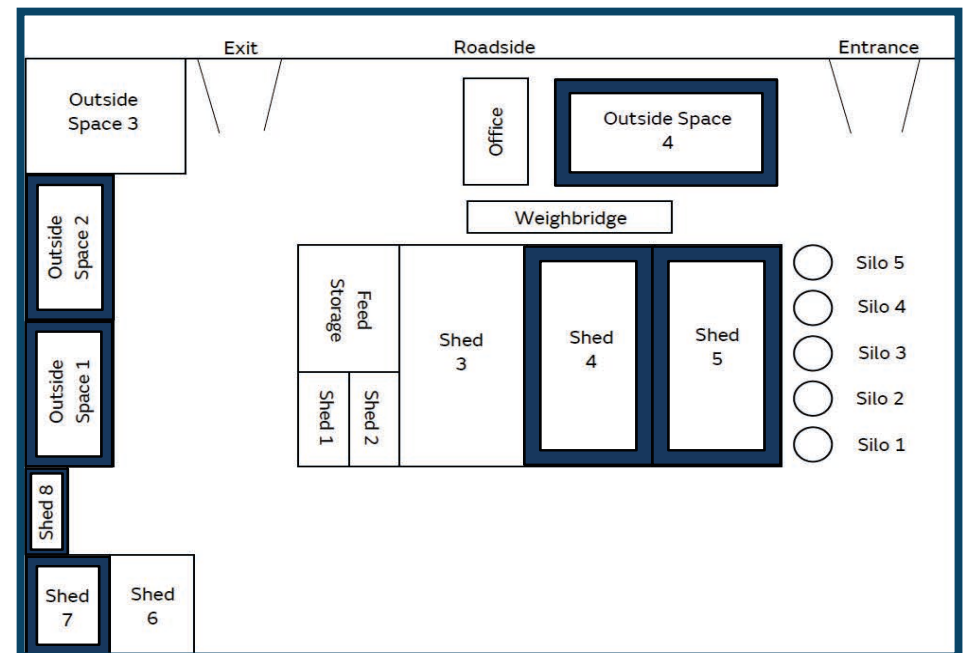 Exit
Roadside
Entrance
Outside
Space 3
Office
Outside Space
4
Outside
Space 2
Weighbridge
Feed
Storage
Shed
3
Shed
4
Shed
5
Silo 5
Silo 4
Silo 3
Silo 2
Silo 1
Outside
Space 1
Shed 1
Shed 2
Shed 8
Shed
7
Shed
6